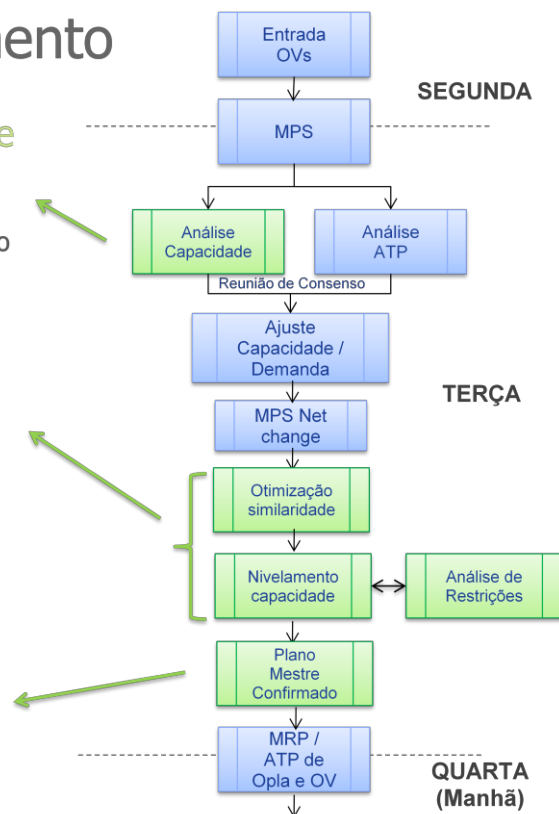 mento
Entrada
OVs
SEGUNDA
e
MPS
o
Análise
Capacidade
Análise
ATP
Reunião de Consenso
Ajuste
Capacidade /
Demanda
TERÇA
MPS Net
change
Otimização
similaridade
Nivelamento
capacidade
Análise de
Restrições
Plano
Mestre
Confirmado
MRP /
ATP de
Opla e OV
QUARTA
(Manhã)